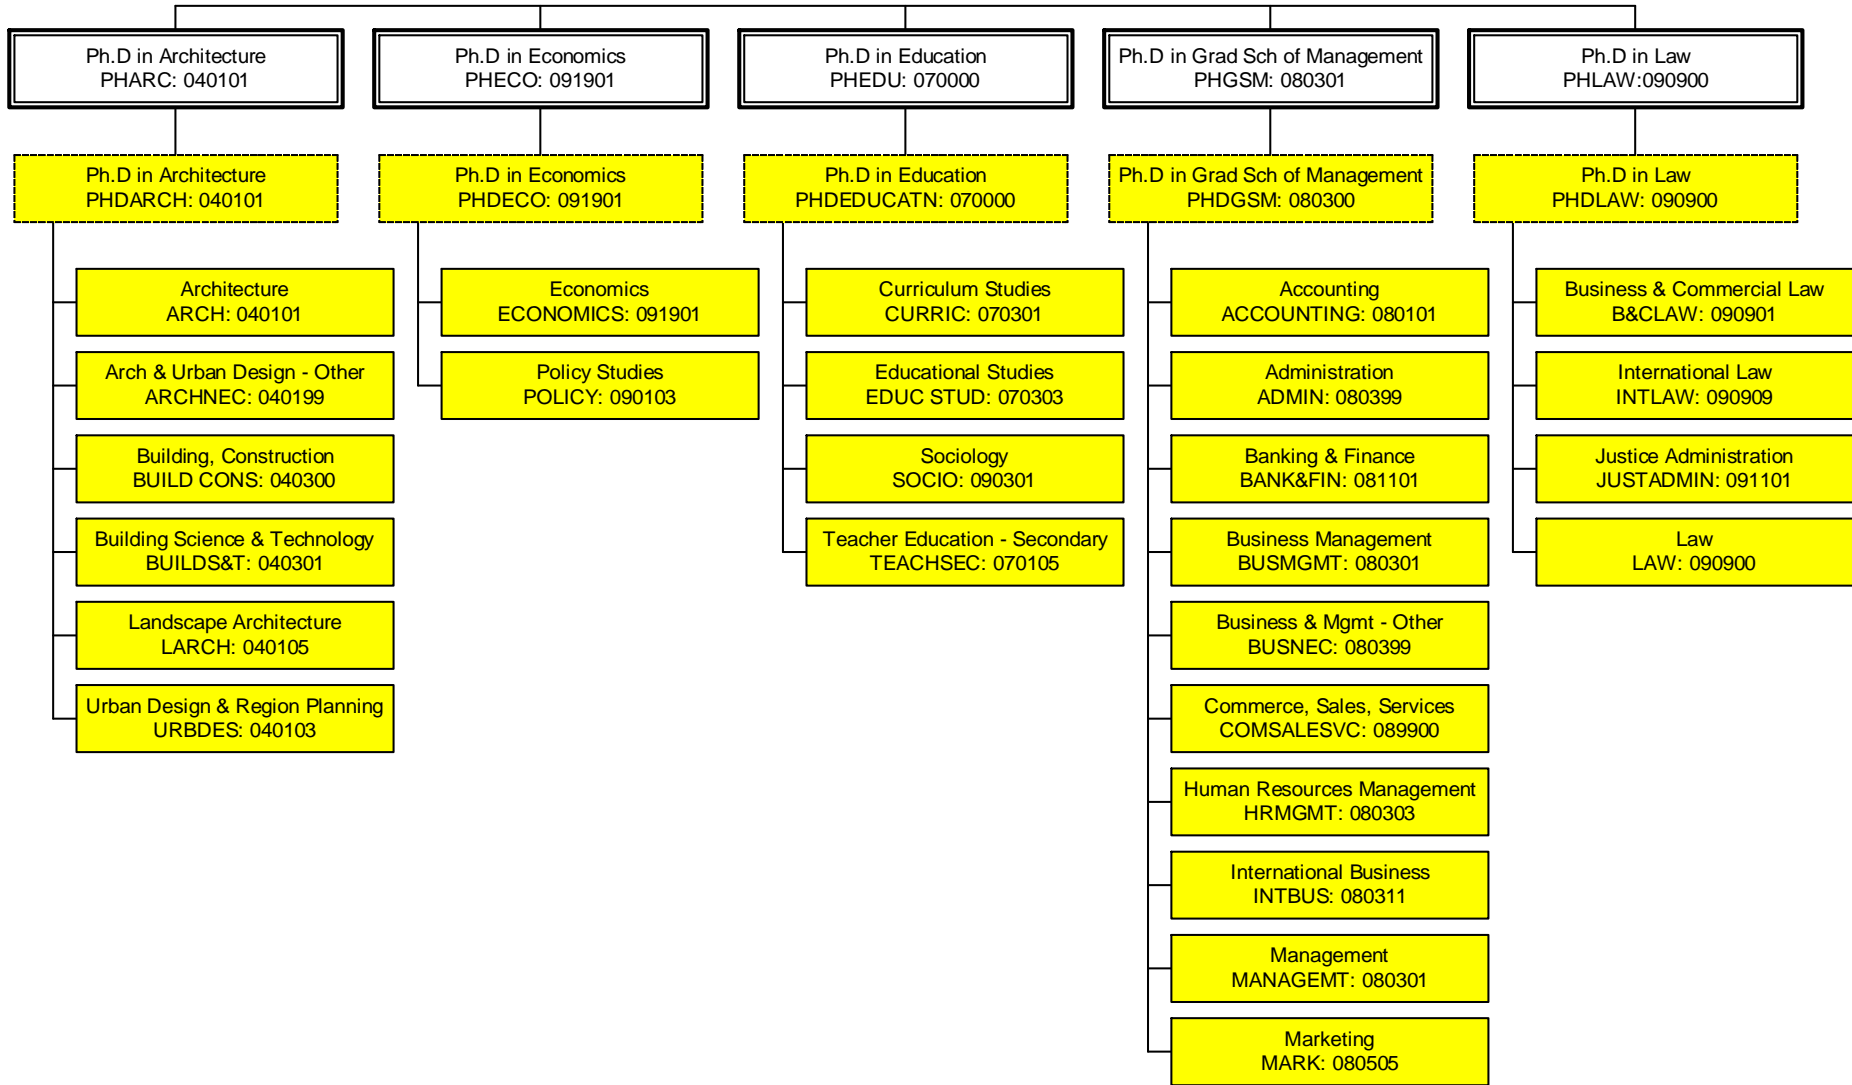 Ph.D in Architecture
PHARC: 040101
Ph.D in Economics
PHECO: 091901
Ph.D in Education
PHEDU: 070000
Ph.D in Grad Sch of Management
PHGSM: 080301
Ph.D in Law
PHLAW:090900
Ph.D in Architecture
PHDARCH: 040101
Ph.D in Economics
PHDECO: 091901
Ph.D in Education
PHDEDUCATN: 070000
Ph.D in Grad Sch of Management
PHDGSM: 080300
Ph.D in Law
PHDLAW: 090900
Architecture
ARCH: 040101
Arch & Urban Design - Other
ARCHNEC: 040199
Building, Construction
BUILD CONS: 040300
Building Science & Technology
BUILDS&T: 040301
Landscape Architecture
LARCH: 040105
Urban Design & Region Planning
URBDES: 040103
Economics
ECONOMICS: 091901
Policy Studies
POLICY: 090103
Curriculum Studies
CURRIC: 070301
Educational Studies
EDUC STUD: 070303
Sociology
SOCIO: 090301
Teacher Education - Secondary
TEACHSEC: 070105
Accounting
ACCOUNTING: 080101
Administration
ADMIN: 080399
Banking & Finance
BANK&FIN: 081101
Business Management
BUSMGMT: 080301
Business & Mgmt - Other
BUSNEC: 080399
Commerce, Sales, Services
COMSALESVC: 089900
Human Resources Management
HRMGMT: 080303
International Business
INTBUS: 080311
Management
MANAGEMT: 080301
Marketing
MARK: 080505
Business & Commercial Law
B&CLAW: 090901
International Law
INTLAW: 090909
Justice Administration
JUSTADMIN: 091101
Law
LAW: 090900